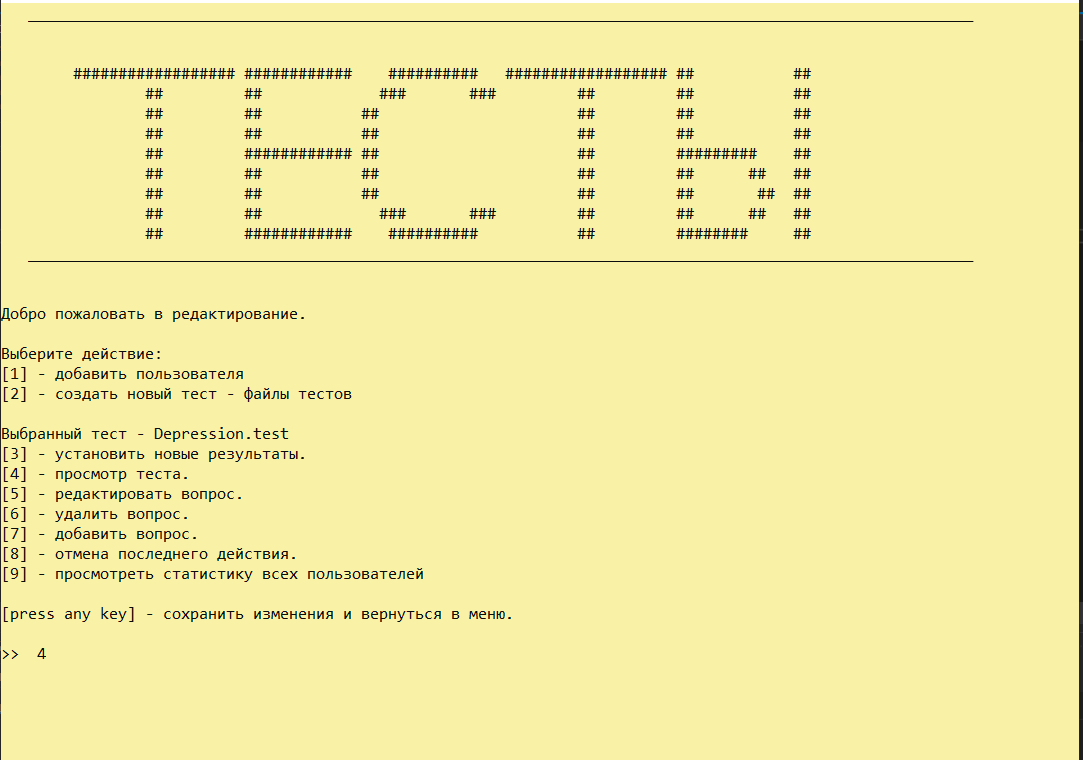 ТЕСТЫ
Добро пожаловать в редактирование.
Выберите действие:
[1] - добавить пользователя
[2] - создать новый тест - файлы тестов
Выбранный тест - Depression.test
[3] - установить новые результаты.
[4] - просмотр теста.
[5] - редактировать вопрос.
[6] - удалить вопрос.
[7] - добавить вопрос.
[8] - отмена последнего действия.
[9] - просмотреть статистику всех пользователей
[press any key] - сохранить изменения и вернуться в меню.
>> 4